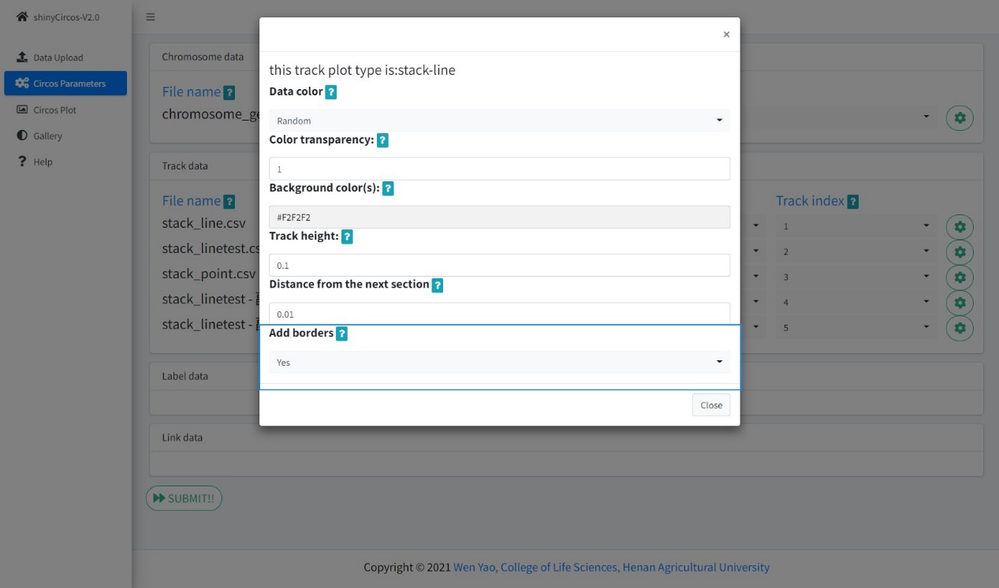 shinyCircos-V2.0
Data Upload
Circos Parameters
Circos Plot
Gallery
Help
Chromosome data
File name ?
chromosome_ge
Track data
File name ?
Track index ?
stack_line.csv
1
stack_linetest.cs
2
stack_point.csv
3
stack_linetest -
4
stack_linetest -
5
Label data
Link data
SUBMIT!!
×
this track plot type is:stack-line
Data color ?
Random
Color transparency: ?
1
Background color(s): ?
#F2F2F2
Track height: ?
0.1
Distance from the next section ?
0.01
Add borders ?
Yes
Close
Copyright © 2021 Wen Yao, College of Life Sciences, Henan Agricultural University